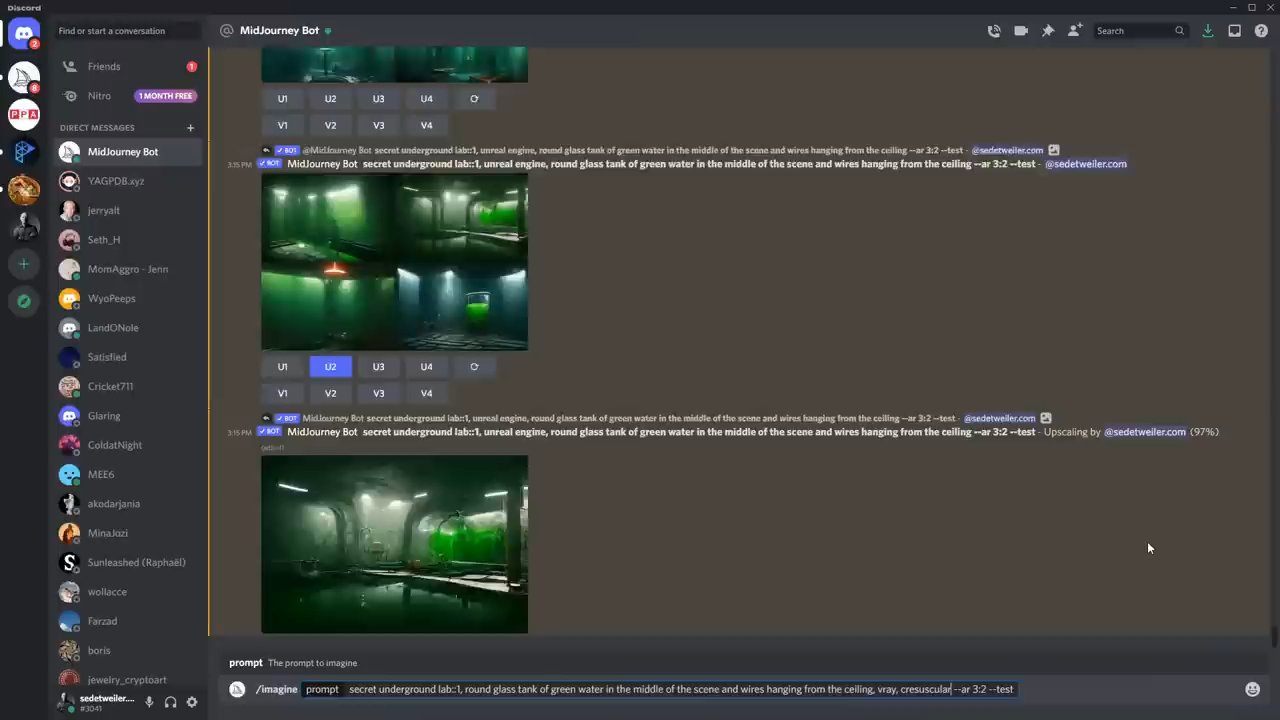 Discord
Find or start a conversation
MidJourney Bot
Search
2
Friends
1
8
Nitro
1 MONTH FREE
PPA
DIRECT MESSAGES
MidJourney Bot
YAGPDB.xyz
jerryalt
Seth_H
MomAggro - Jenn
WyoPeeps
LandONole
Satisfied
Cricket711
Glaring
ColdatNight
MEE6
akodarjania
MinaJozi
Sunleashed (Raphaël)
wollacce
Farzad
boris
jewelry_cryptoart
sedetweiler....
#3041
U1 U2 U3 U4
V1 V2 V3 V4
BOT @MidJourney Bot secret underground lab::1, unreal engine, round glass tank of green water in the middle of the scene and wires hanging from the ceiling --ar 3:2 --test - @sedetweiler.com
3:15 PM BOT MidJourney Bot secret underground lab::1, unreal engine, round glass tank of green water in the middle of the scene and wires hanging from the ceiling --ar 3:2 --test - @sedetweiler.com
U1 U2 U3 U4
V1 V2 V3 V4
BOT MidJourney Bot secret underground lab::1, unreal engine, round glass tank of green water in the middle of the scene and wires hanging from the ceiling --ar 3:2 --test - @sedetweiler.com
3:15 PM BOT MidJourney Bot secret underground lab::1, unreal engine, round glass tank of green water in the middle of the scene and wires hanging from the ceiling --ar 3:2 --test - Upscaling by @sedetweiler.com (97%)
(edited)
prompt The prompt to imagine
/imagine prompt secret underground lab::1, round glass tank of green water in the middle of the scene and wires hanging from the ceiling, vray, cresuscular --ar 3:2 --test